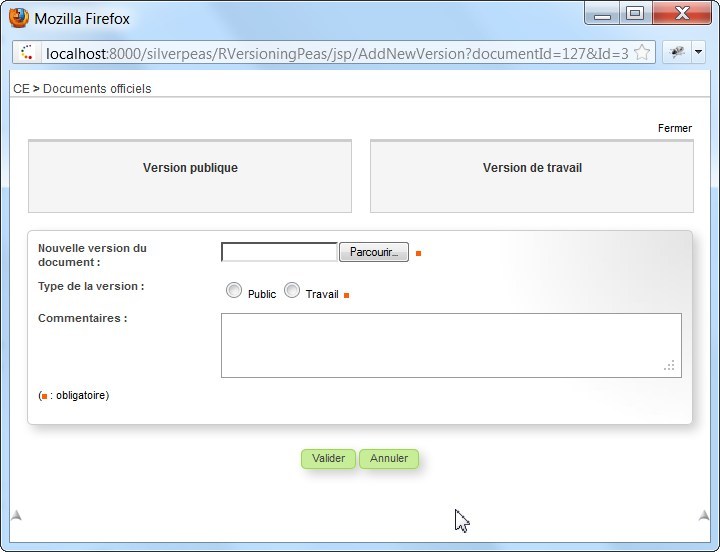 Mozilla Firefox
localhost:8000/silverpeas/RVersioningPeas/jsp/AddNewVersion?documentId=127&Id=3
CE > Documents officiels
Fermer
Version publique
Version de travail
Nouvelle version du
document :
Parcourir...
Type de la version :
Public
Travail
Commentaires :
( : obligatoire)
Valider
Annuler